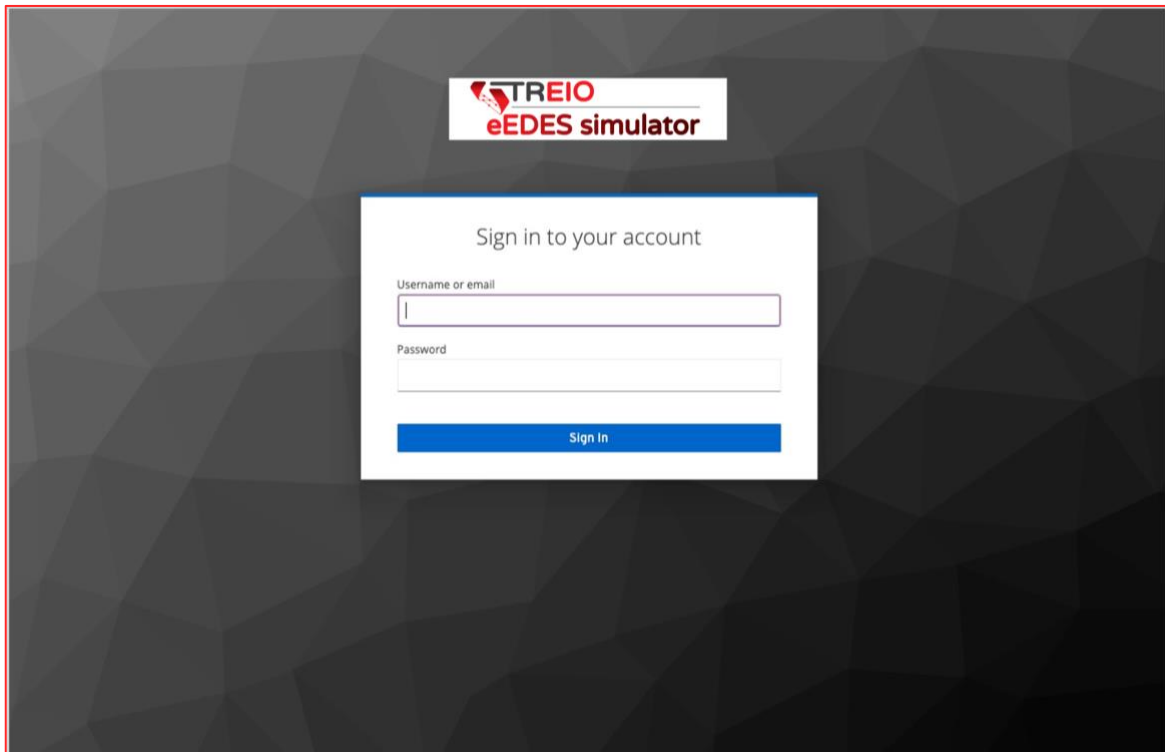 TREIO
eEDES simulator
Sign in to your account
Username or email
Password
Sign In